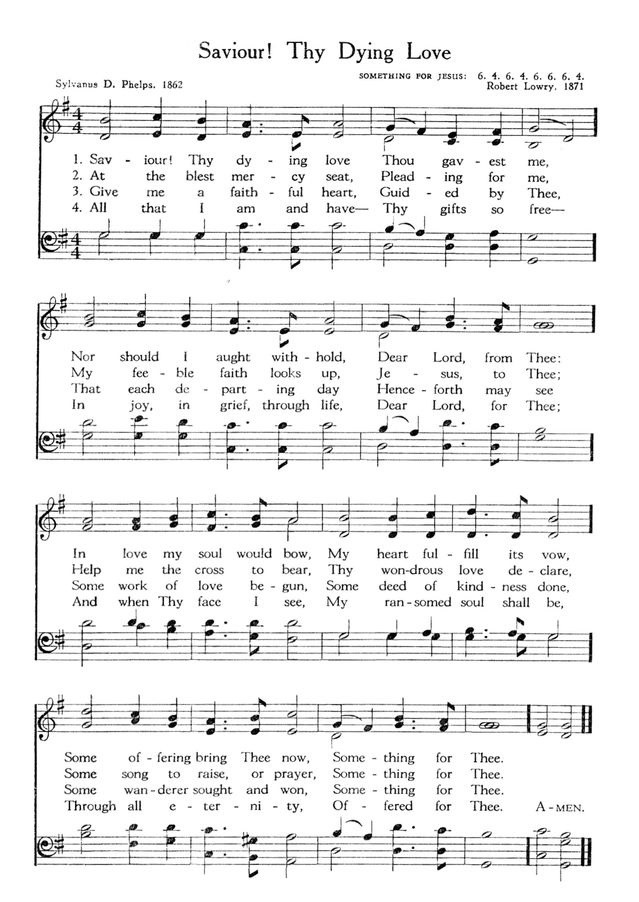 Saviour! Thy Dying Love
SOMETHING FOR JESUS: 6. 4. 6. 4. 6. 6. 6. 4.
Sylvanus D. Phelps, 1862
Robert Lowry, 1871
4
4
1. Sav - iour! Thy dy - ing love Thou gav - est me,
2. At the blest mer - cy seat, Plead - ing for me,
3. Give me a faith - ful heart, Guid - ed by Thee,
4. All that I am and have— Thy gifts so free—
4
4
Nor should I aught with - hold, Dear Lord, from Thee:
My fee - ble faith looks up, Je - sus, to Thee;
That each de - part - ing day Hence - forth may see
In joy, in grief, through life, Dear Lord, for Thee;
In love my soul would bow, My heart ful - fill its vow,
Help me the cross to bear, Thy won-drous love de - clare,
Some work of love be - gun, Some deed of kind - ness done,
And when Thy face I see, My ran - somed soul shall be,
Some of - fering bring Thee now, Some - thing for Thee.
Some song to raise, or prayer, Some - thing for Thee.
Some wan - derer sought and won, Some - thing for Thee.
Through all e - ter - ni - ty, Of - fered for Thee. A - MEN.